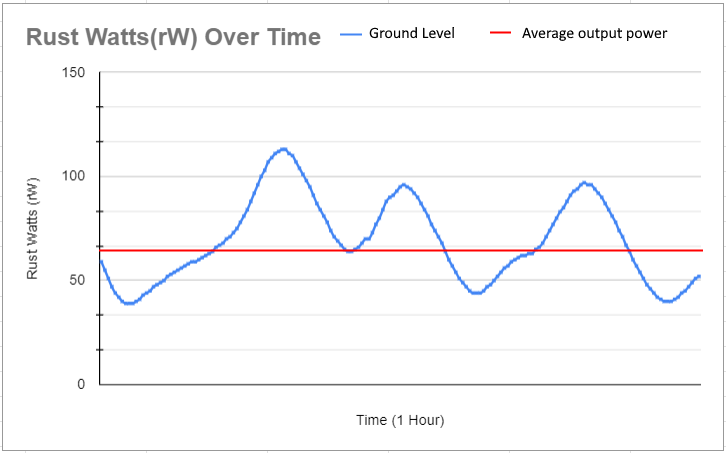 Rust Watts(rW) Over Time
Ground Level
Average output power
150
100
50
0
Rust Watts (rW)
Time (1 Hour)